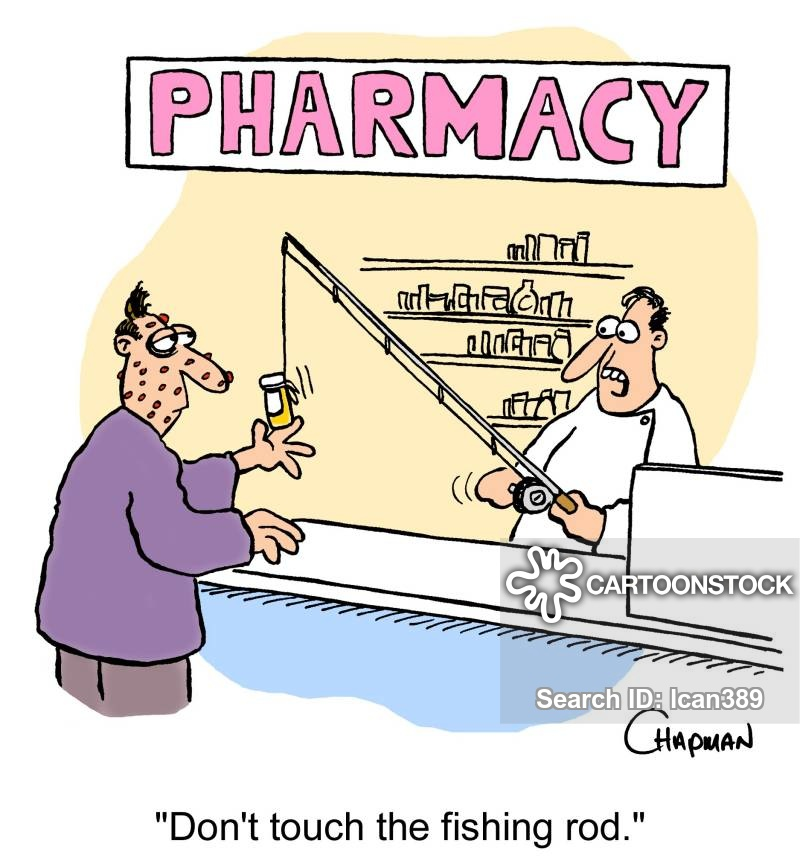 PHARMACY
CARTOONSTOCK
Search ID: lcan389
CHAPMAN
"Don't touch the fishing rod."